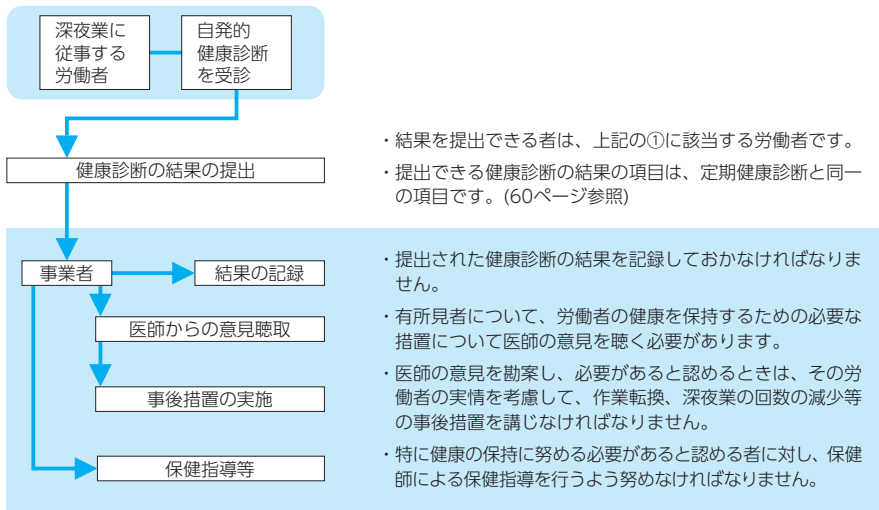 深夜業に
従事する
労働者
自発的
健康診断
を受診
健康診断の結果の提出
・結果を提出できる者は、上記の①に該当する労働者です。
・提出できる健康診断の結果の項目は、定期健康診断と同一
の項目です。(60ページ参照)
事業者
結果の記録
医師からの意見聴取
事後措置の実施
保健指導等
・提出された健康診断の結果を記録しておかなければなりま
せん。
・有所見者について、労働者の健康を保持するための必要な
措置について医師の意見を聴く必要があります。
・医師の意見を勘案し、必要があると認めるときは、その労
働者の実情を考慮して、作業転換、深夜業の回数の減少等
の事後措置を講じなければなりません。
・特に健康の保持に努める必要があると認める者に対し、保健
師による保健指導を行うよう努めなければなりません。